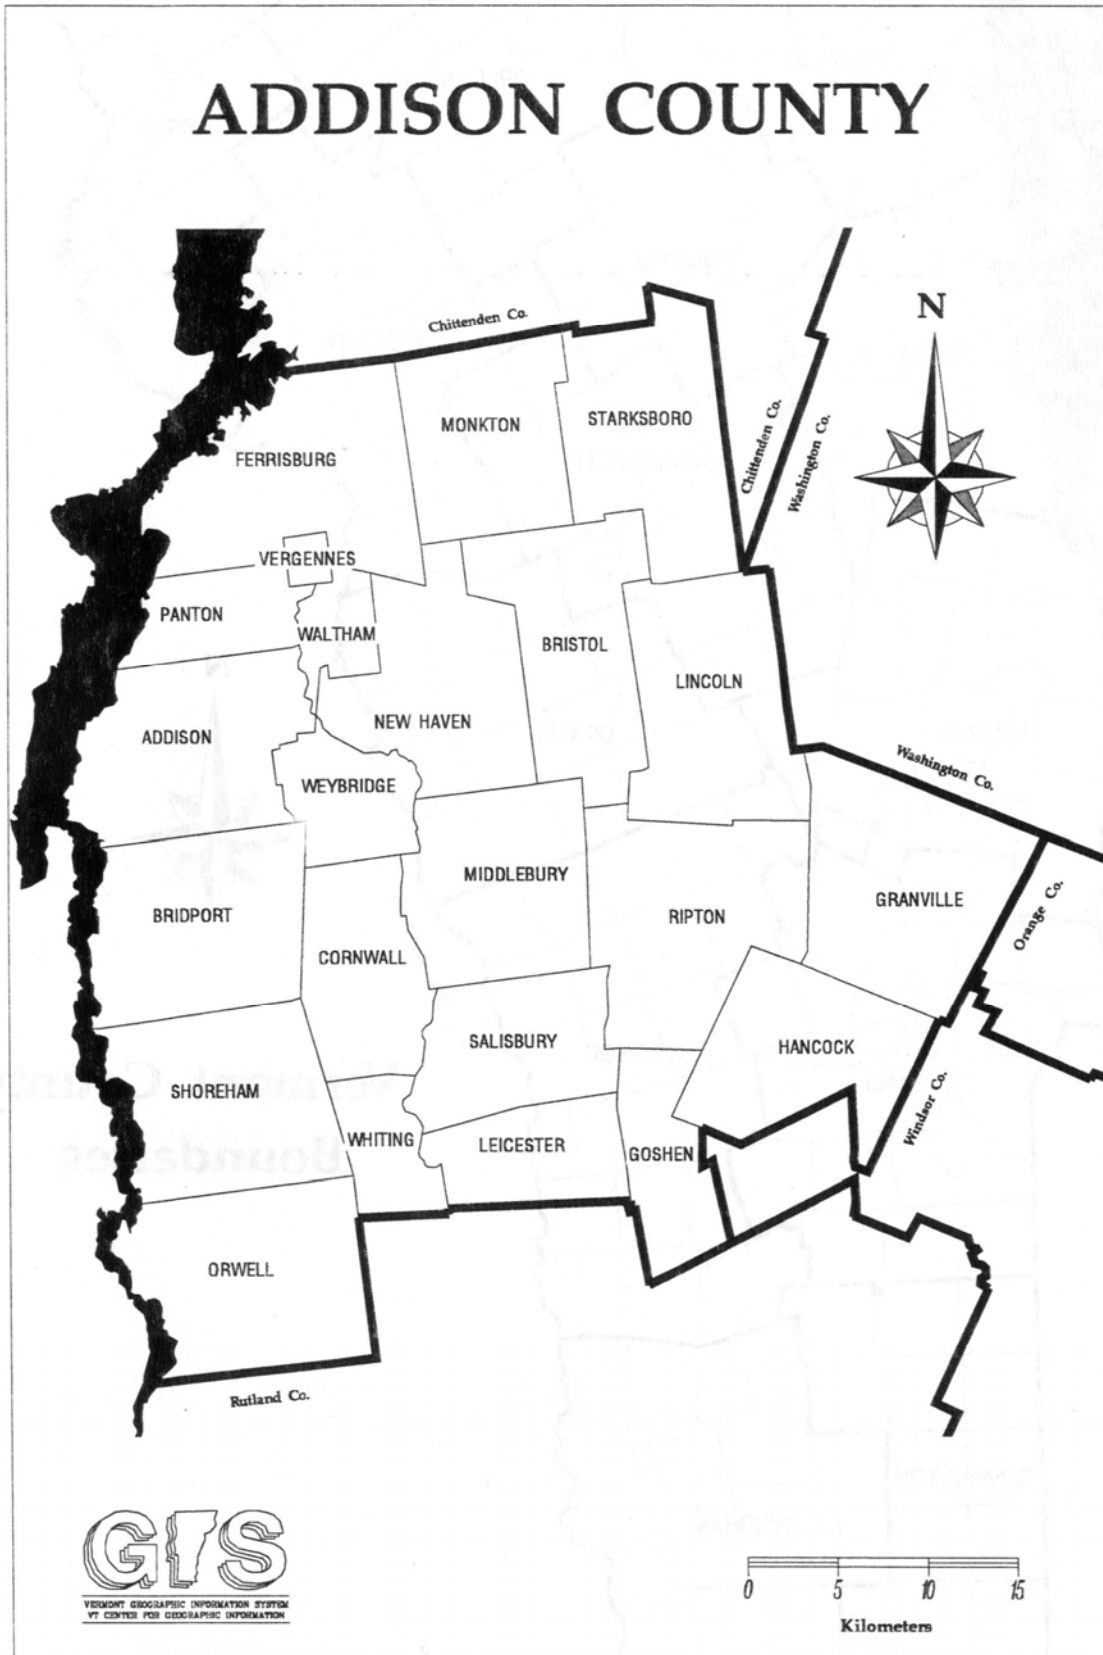 ADDISON COUNTY
Chittenden Co.
N
MONKTON
STARKSBORO
Chittenden Co.
Washington Co.
FERRISBURG
VERGENNES
PANTON
WALTHAM
BRISTOL
LINCOLN
NEW HAVEN
ADDISON
WEYBRIDGE
Washington Co.
MIDDLEBURY
GRANVILLE
BRIDPORT
RIPTON
Orange Co.
CORNWALL
SALISBURY
HANCOCK
SHOREHAM
Windsor Co.
WHITING
LEICESTER
GOSHEN
ORWELL
Rutland Co.
GIS
VERMONT GEOGRAPHIC INFORMATION SYSTEM
VT CENTER FOR GEOGRAPHIC INFORMATION
0 5 10 15
Kilometers